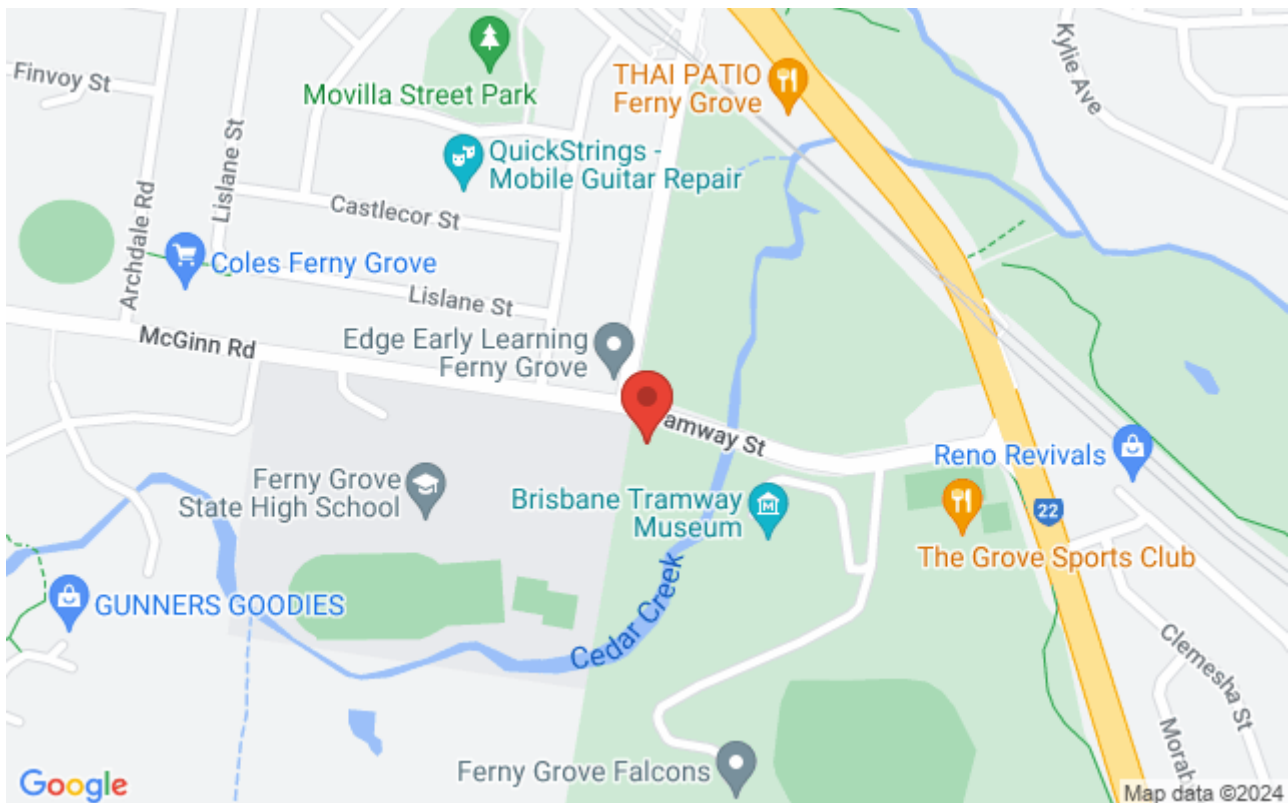 Finvoy St
Movilla Street Park
THAI PATIO
Ferny Grove
Kylie Ave
QuickStrings -
Mobile Guitar Repair
Lislane St
Castlecor St
Archdale Rd
Coles Ferny Grove
Lislane St
McGinn Rd
Edge Early Learning
Ferny Grove
amway St
Reno Revivals
Ferny Grove
State High School
Brisbane Tramway
Museum
22
The Grove Sports Club
GUNNERS GOODIES
Cedar Creek
Clemesha St
Morab
Ferny Grove Falcons
Google
Map data ©2024